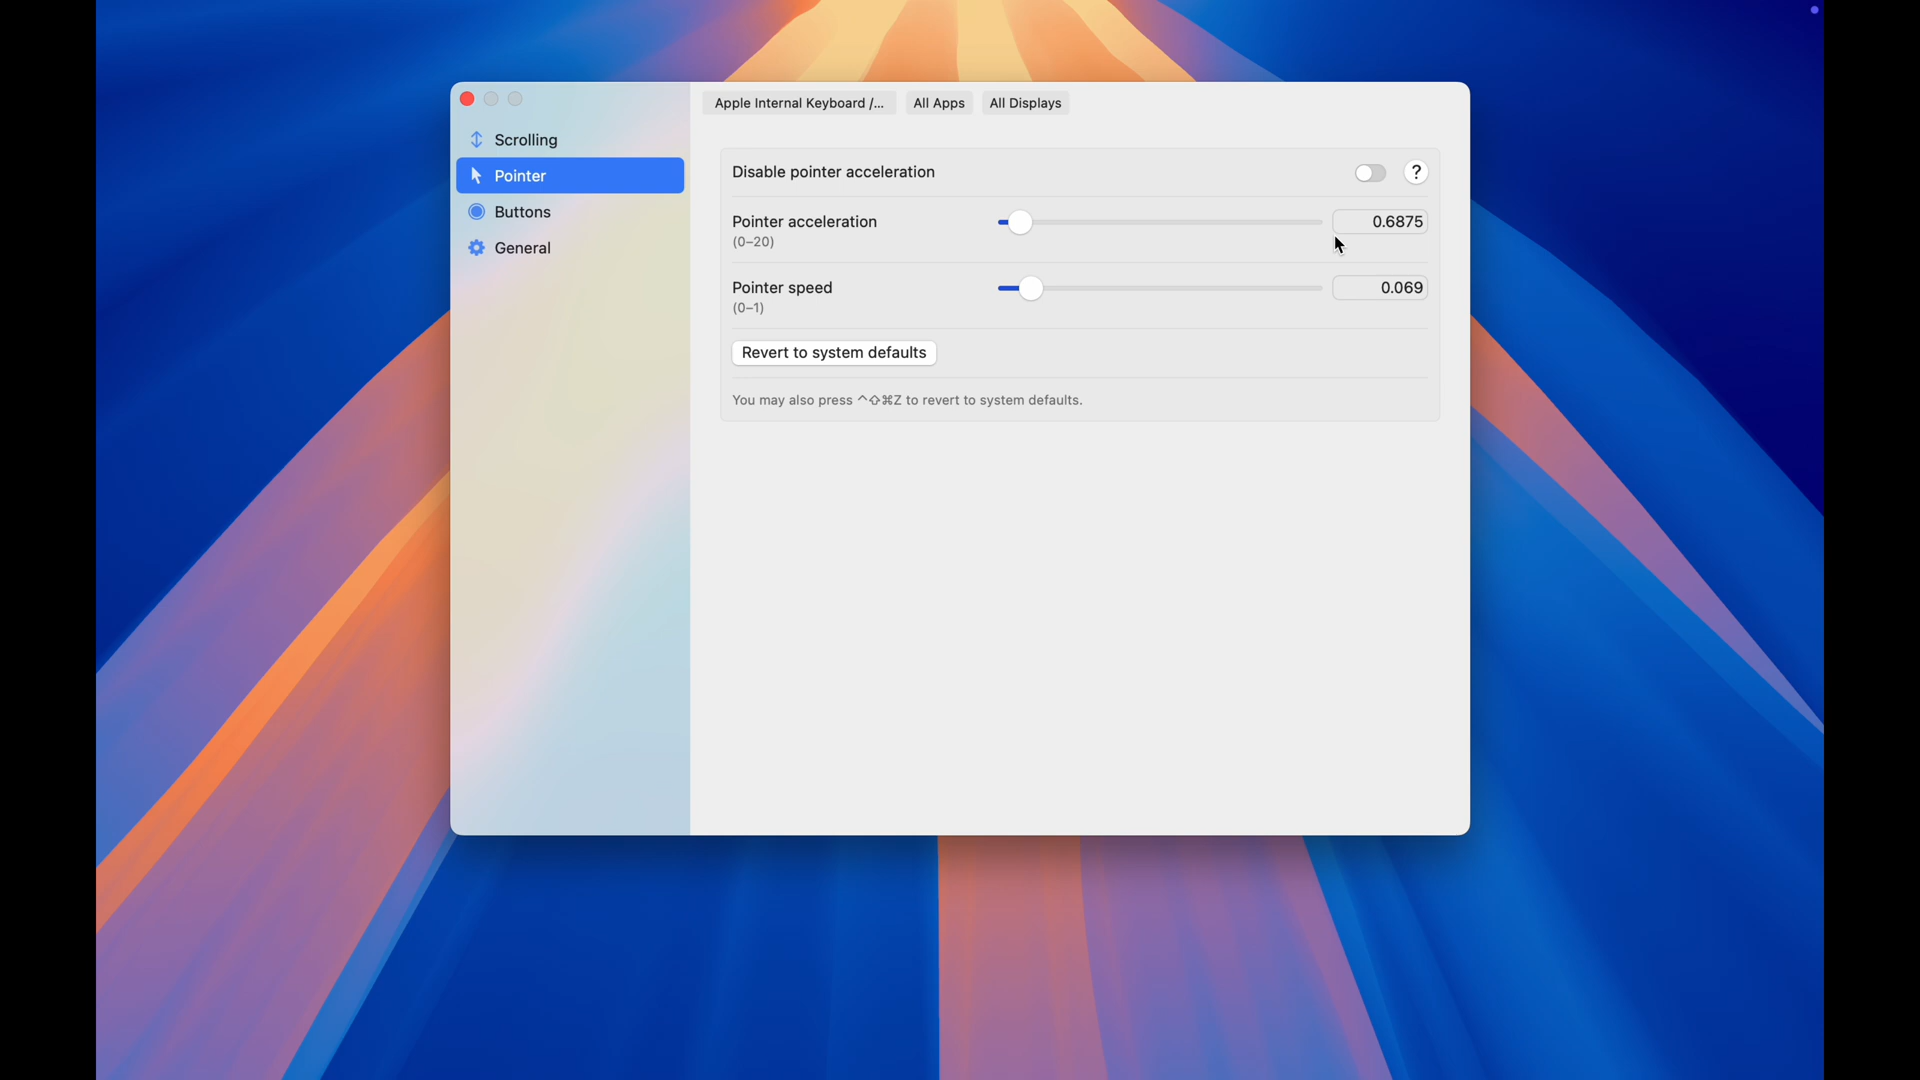 Apple Internal Keyboard /...
All Apps
All Displays
Scrolling
Pointer
Buttons
General
Disable pointer acceleration
?
Pointer acceleration
0.6875
(0–20)
Pointer speed
0.069
(0–1)
Revert to system defaults
You may also press ⌃⇧⌘Z to revert to system defaults.